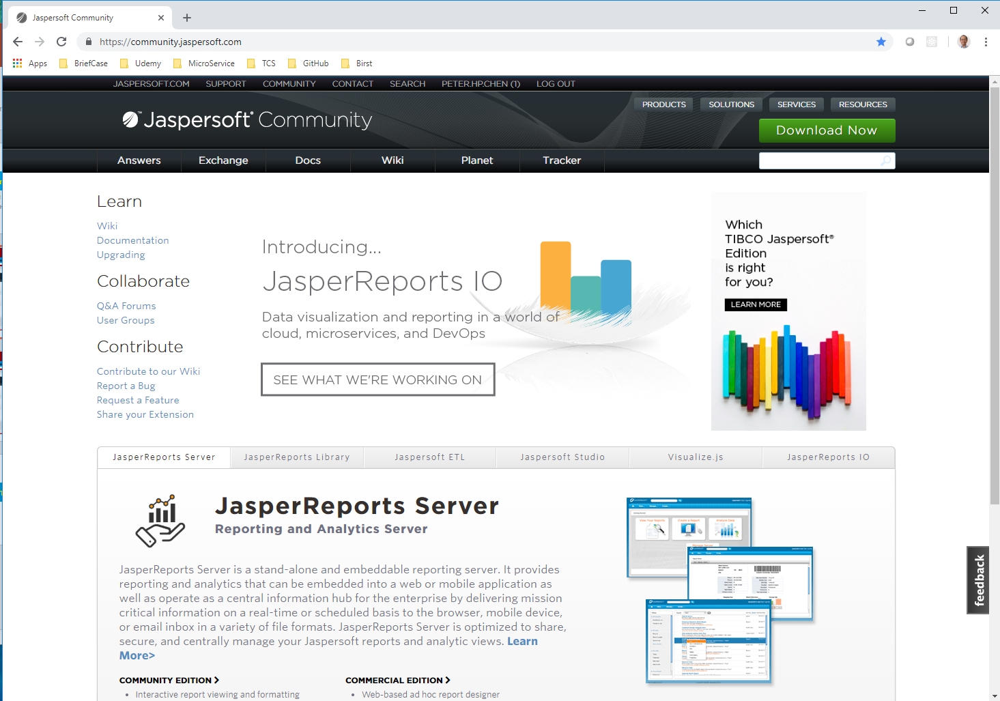 Jaspersoft Community
https://community.jaspersoft.com
Apps BriefCase Udemy MicroService TCS GitHub Birst
JASPERSOFT.COM SUPPORT COMMUNITY CONTACT SEARCH PETER.HP.CHEN (1) LOG OUT
PRODUCTS SOLUTIONS SERVICES RESOURCES
Jaspersoft® Community
Download Now
Answers Exchange Docs Wiki Planet Tracker
Learn
Wiki
Documentation
Upgrading
Collaborate
Q&A Forums
User Groups
Contribute
Contribute to our Wiki
Report a Bug
Request a Feature
Share your Extension
Introducing...
JasperReports IO
Data visualization and reporting in a world of
cloud, microservices, and DevOps
SEE WHAT WE'RE WORKING ON
Which
TIBCO Jaspersoft®
Edition
is right
for you?
LEARN MORE
JasperReports Server JasperReports Library Jaspersoft ETL Jaspersoft Studio Visualize.js JasperReports IO
JasperReports Server
Reporting and Analytics Server
JasperReports Server is a stand-alone and embeddable reporting server. It provides
reporting and analytics that can be embedded into a web or mobile application as
well as operate as a central information hub for the enterprise by delivering mission
critical information on a real-time or scheduled basis to the browser, mobile device,
or email inbox in a variety of file formats. JasperReports Server is optimized to share,
secure, and centrally manage your Jaspersoft reports and analytic views. Learn
More>
View Your Reports Create a Report Analyze Data
feedback
COMMUNITY EDITION COMMERCIAL EDITION
• Interactive report viewing and formatting • Web-based ad hoc report designer